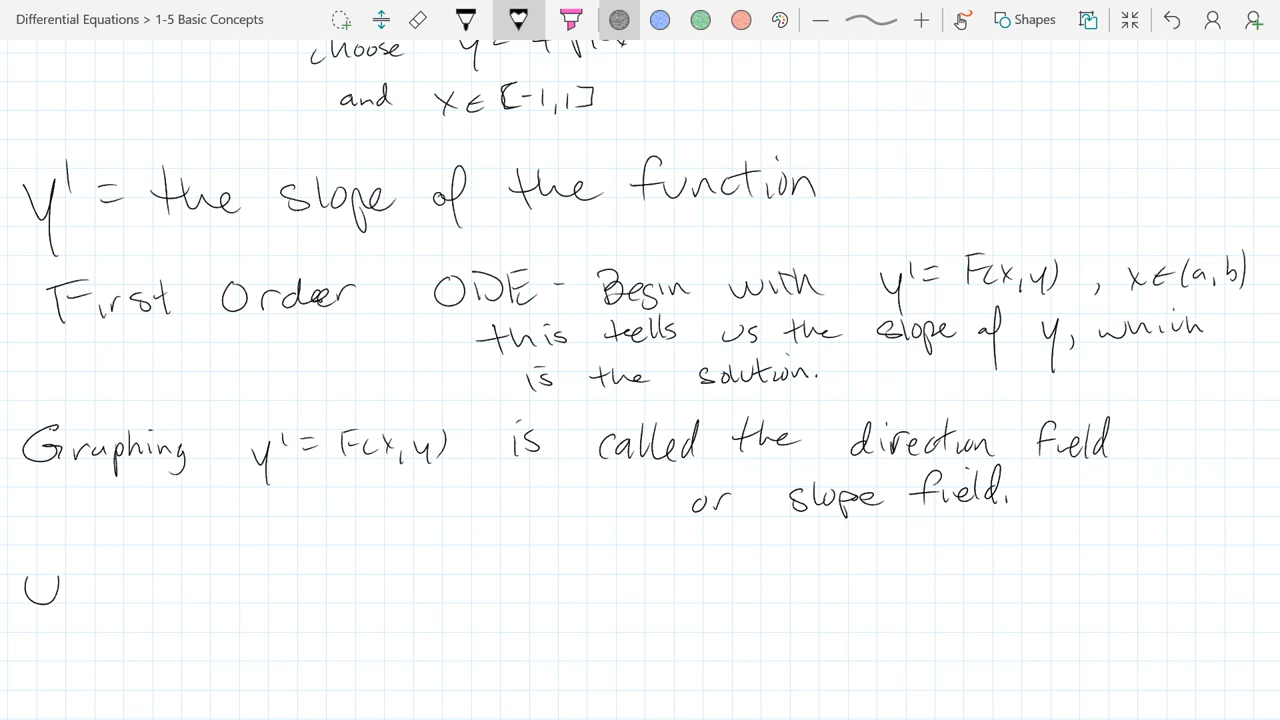 Differential Equations > 1-5 Basic Concepts
Shapes
choose y = +
and x ∈ [-1, 1]
y' = the slope of the function
First Order ODE - Begin with y' = F(x, y), x ∈ (a, b)
this tells us the slope of y, which
is the solution.
Graphing y' = F(x, y) is called the direction field
or slope field.
U